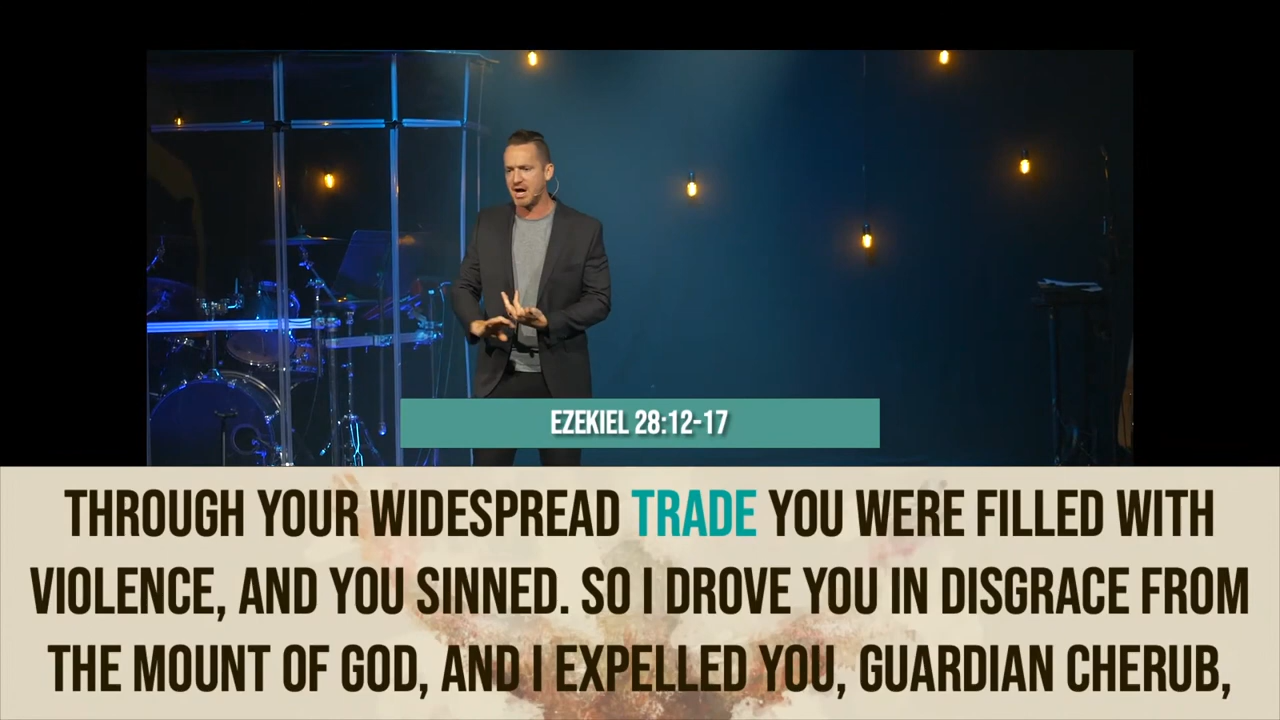 EZEKIEL 28:12-17
THROUGH YOUR WIDESPREAD TRADE YOU WERE FILLED WITH
VIOLENCE, AND YOU SINNED. SO I DROVE YOU IN DISGRACE FROM
THE MOUNT OF GOD, AND I EXPELLED YOU, GUARDIAN CHERUB,